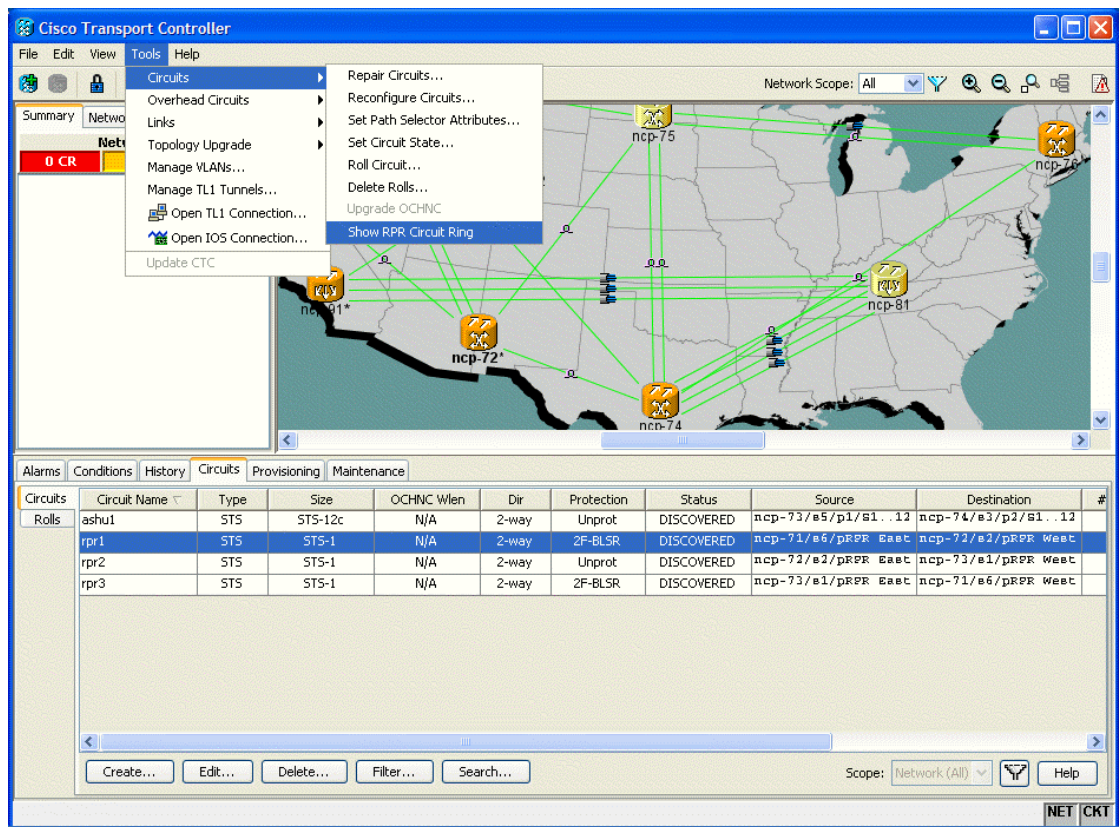 Cisco Transport Controller
File Edit View Tools Help
Circuits
Overhead Circuits
Links
Topology Upgrade
Manage VLANs...
Manage TL1 Tunnels...
Open TL1 Connection...
Open IOS Connection...
Update CTC
Repair Circuits...
Reconfigure Circuits...
Set Path Selector Attributes...
Set Circuit State...
Roll Circuit...
Delete Rolls...
Upgrade OCHNC
Show RPR Circuit Ring
Network Scope: All
Summary
0 CR
ncp-75
ncp-76
ncp-91*
ncp-81
ncp-72*
ncp-74
Alarms Conditions History Circuits Provisioning Maintenance
Circuits
Rolls
Circuit Name Type Size OCHNC Wlen Dir Protection Status Source Destination #
ashu1 STS STS-12c N/A 2-way Unprot DISCOVERED ncp-73/s5/p1/S1..12 ncp-74/s3/p2/S1..12
rpr1 STS STS-1 N/A 2-way 2F-BLSR DISCOVERED ncp-71/s6/pRPR East ncp-72/s2/pRPR West
rpr2 STS STS-1 N/A 2-way Unprot DISCOVERED ncp-72/s2/pRPR East ncp-73/s1/pRPR West
rpr3 STS STS-1 N/A 2-way 2F-BLSR DISCOVERED ncp-73/s1/pRPR East ncp-71/s6/pRPR West
Create... Edit... Delete... Filter... Search... Scope: Network (All) Help
NET CKT